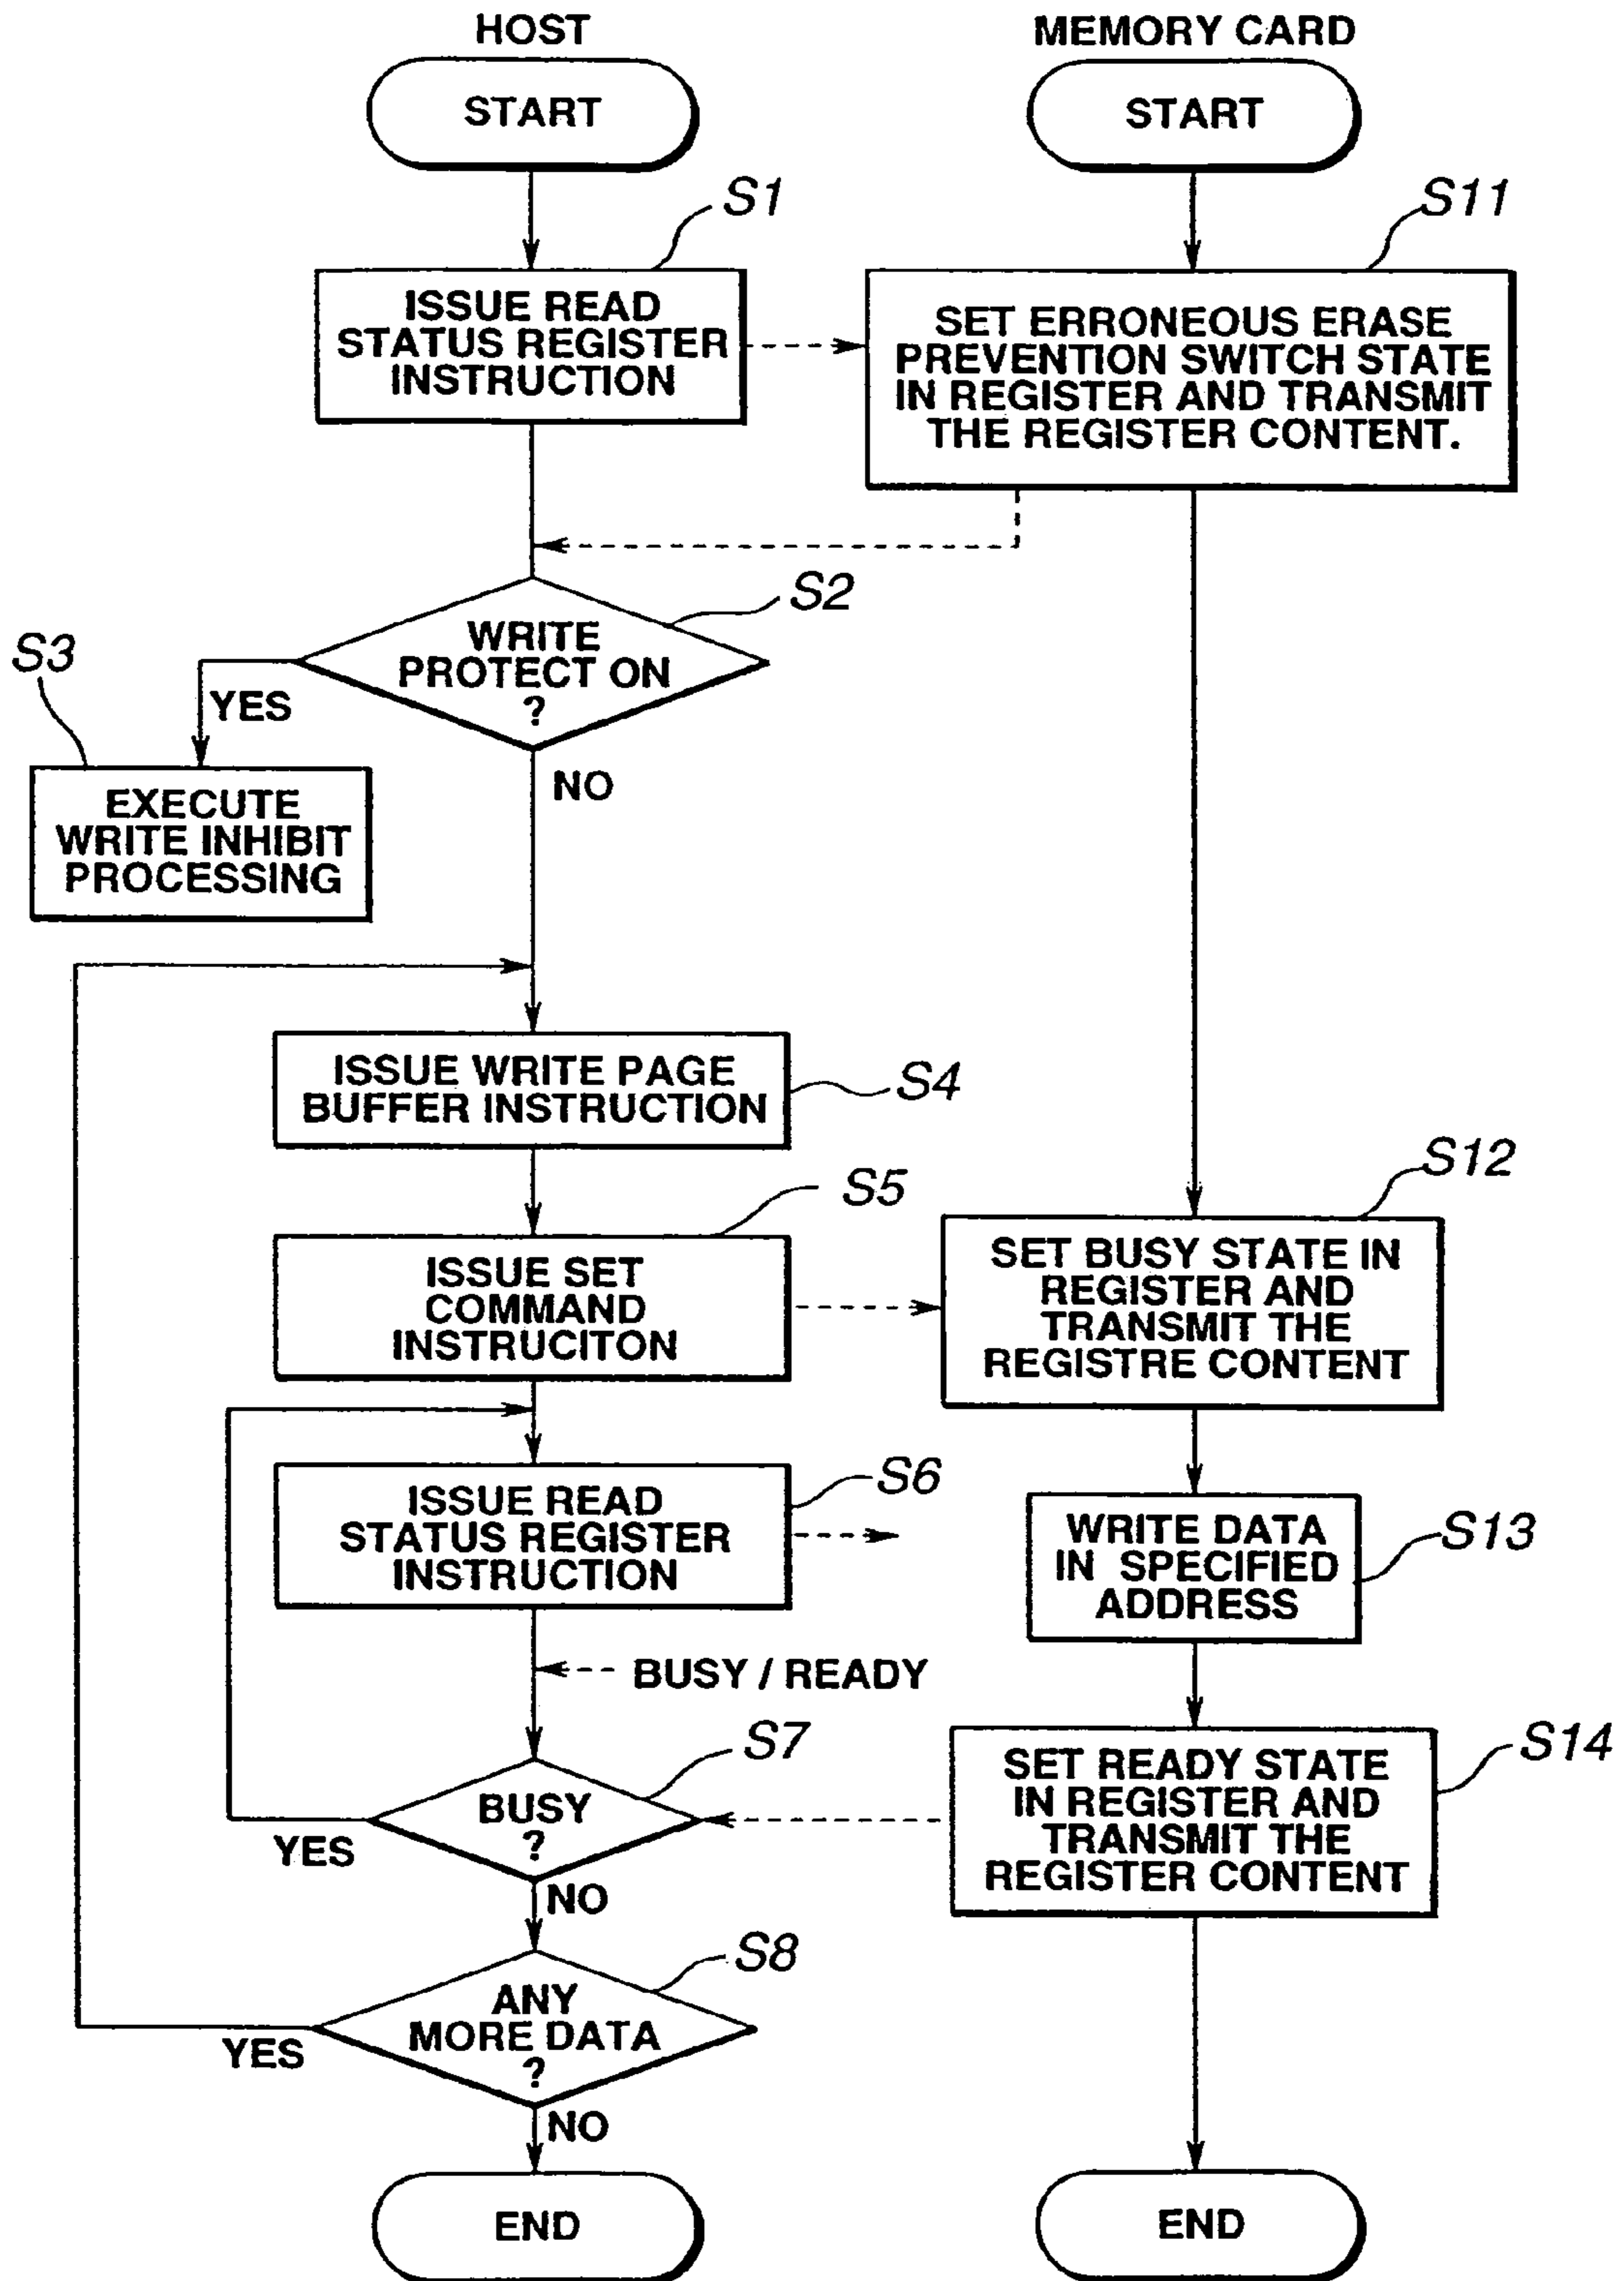 HOST
MEMORY CARD
START
START
S1
S11
ISSUE READ
STATUS REGISTER
INSTRUCTION
SET ERRONEOUS ERASE
PREVENTION SWITCH STATE
IN REGISTER AND TRANSMIT
THE REGISTER CONTENT.
S2
WRITE
PROTECT ON
?
S3
YES
NO
EXECUTE
WRITE INHIBIT
PROCESSING
ISSUE WRITE PAGE
BUFFER INSTRUCTION
S4
S5
S12
ISSUE SET
COMMAND
INSTRUCITON
SET BUSY STATE IN
REGISTER AND
TRANSMIT THE
REGISTRE CONTENT
S6
ISSUE READ
STATUS REGISTER
INSTRUCTION
WRITE DATA
IN SPECIFIED
ADDRESS
S13
BUSY / READY
S7
S14
BUSY
?
YES
NO
SET READY STATE
IN REGISTER AND
TRANSMIT THE
REGISTER CONTENT
S8
ANY
MORE DATA
?
YES
NO
END
END